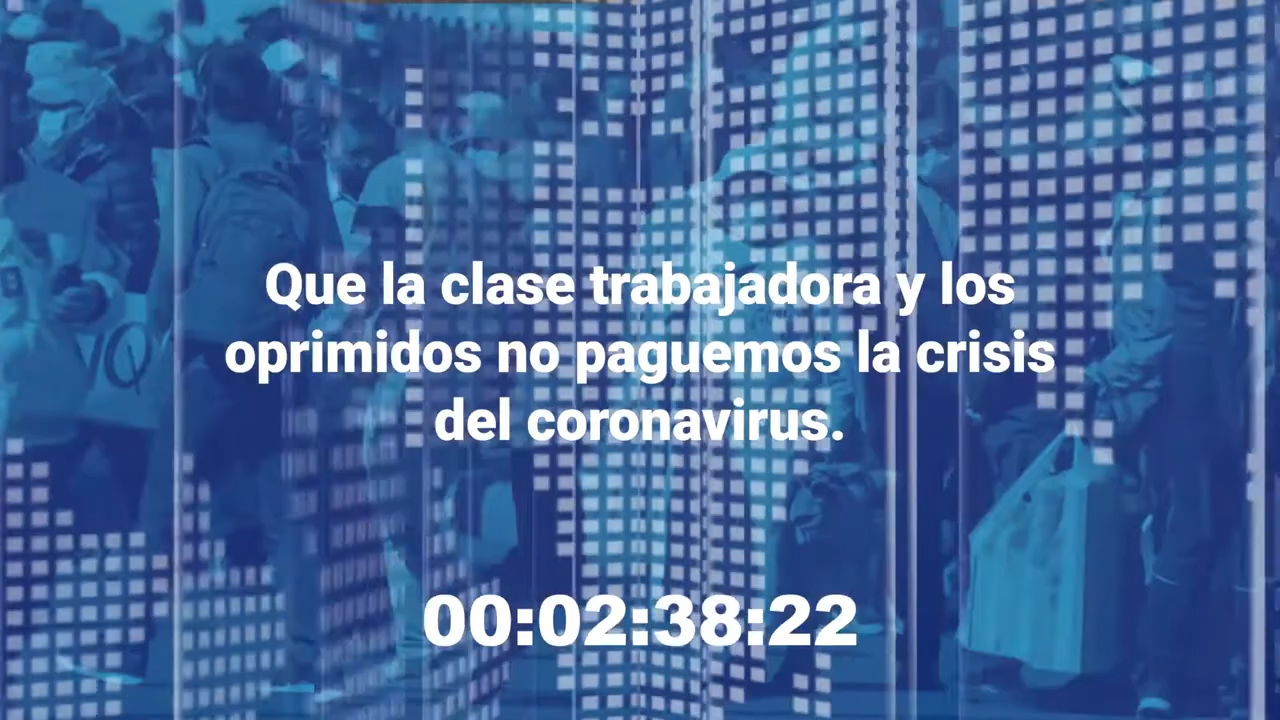 Que la clase trabajadora y los
oprimidos no paguemos la crisis
del coronavirus.
00:02:38:22